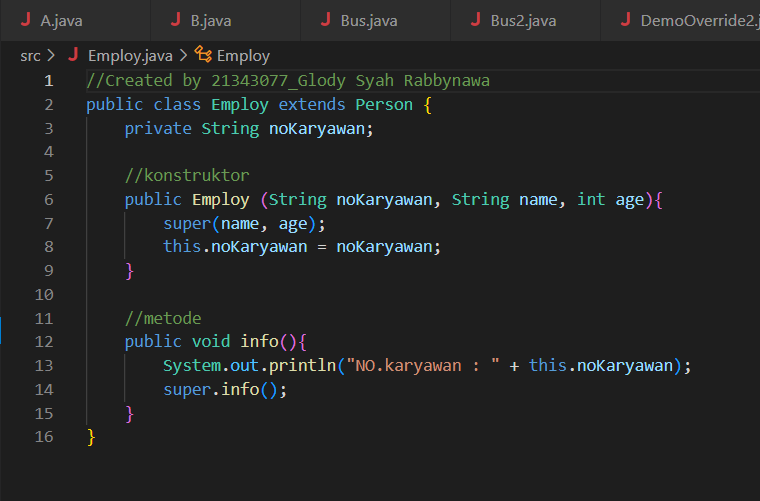 A.java B.java Bus.java Bus2.java DemoOverride2.j
src > Employ.java > Employ
1 //Created by 21343077_Glody Syah Rabbynawa
2 public class Employ extends Person {
3     private String noKaryawan;
4
5     //konstruktor
6     public Employ (String noKaryawan, String name, int age){
7         super(name, age);
8         this.noKaryawan = noKaryawan;
9     }
10
11     //metode
12     public void info(){
13         System.out.println("NO.karyawan : " + this.noKaryawan);
14         super.info();
15     }
16 }